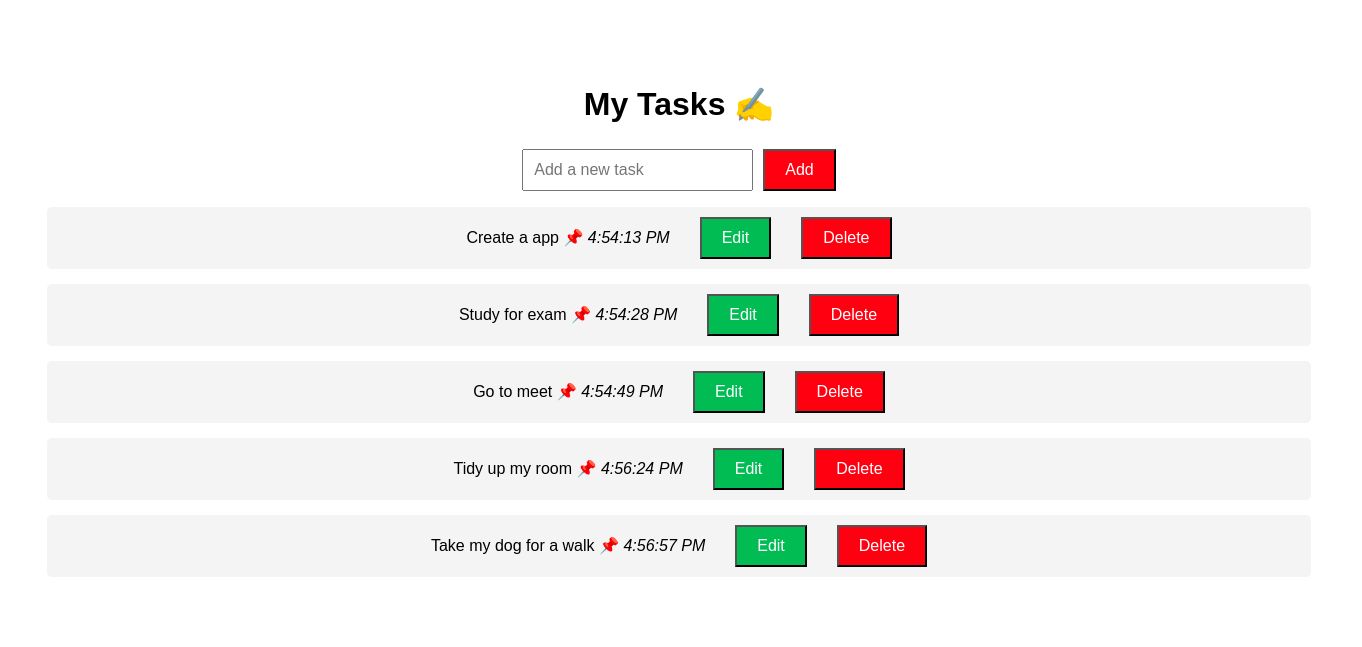 My Tasks ✍️
Add a new task Add
Create a app 📌 4:54:13 PM Edit Delete
Study for exam 📌 4:54:28 PM Edit Delete
Go to meet 📌 4:54:49 PM Edit Delete
Tidy up my room 📌 4:56:24 PM Edit Delete
Take my dog for a walk 📌 4:56:57 PM Edit Delete